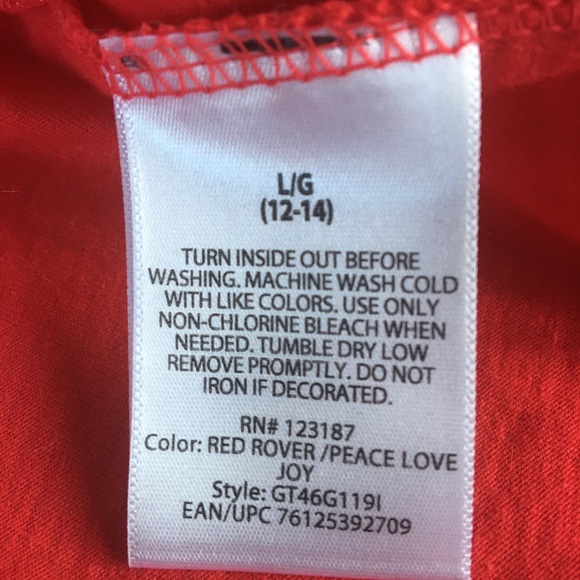 L/G
(12-14)
TURN INSIDE OUT BEFORE
WASHING. MACHINE WASH COLD
WITH LIKE COLORS. USE ONLY
NON-CHLORINE BLEACH WHEN
NEEDED. TUMBLE DRY LOW
REMOVE PROMPTLY. DO NOT
IRON IF DECORATED.
RN# 123187
Color: RED ROVER /PEACE LOVE
JOY
Style: GT46G119I
EAN/UPC 76125392709